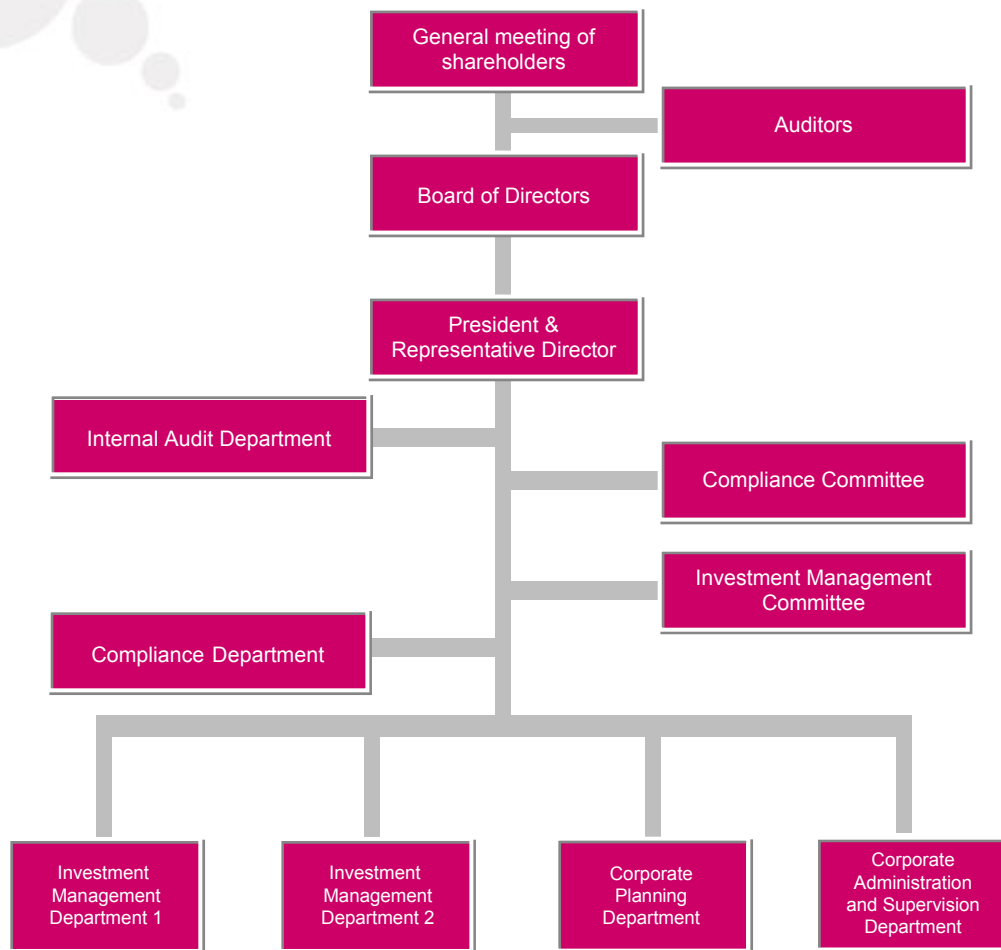 General meeting of
shareholders
Auditors
Board of Directors
President &
Representative Director
Internal Audit Department
Compliance Committee
Investment Management
Committee
Compliance Department
Investment
Management
Department 1
Investment
Management
Department 2
Corporate
Planning
Department
Corporate
Administration
and Supervision
Department